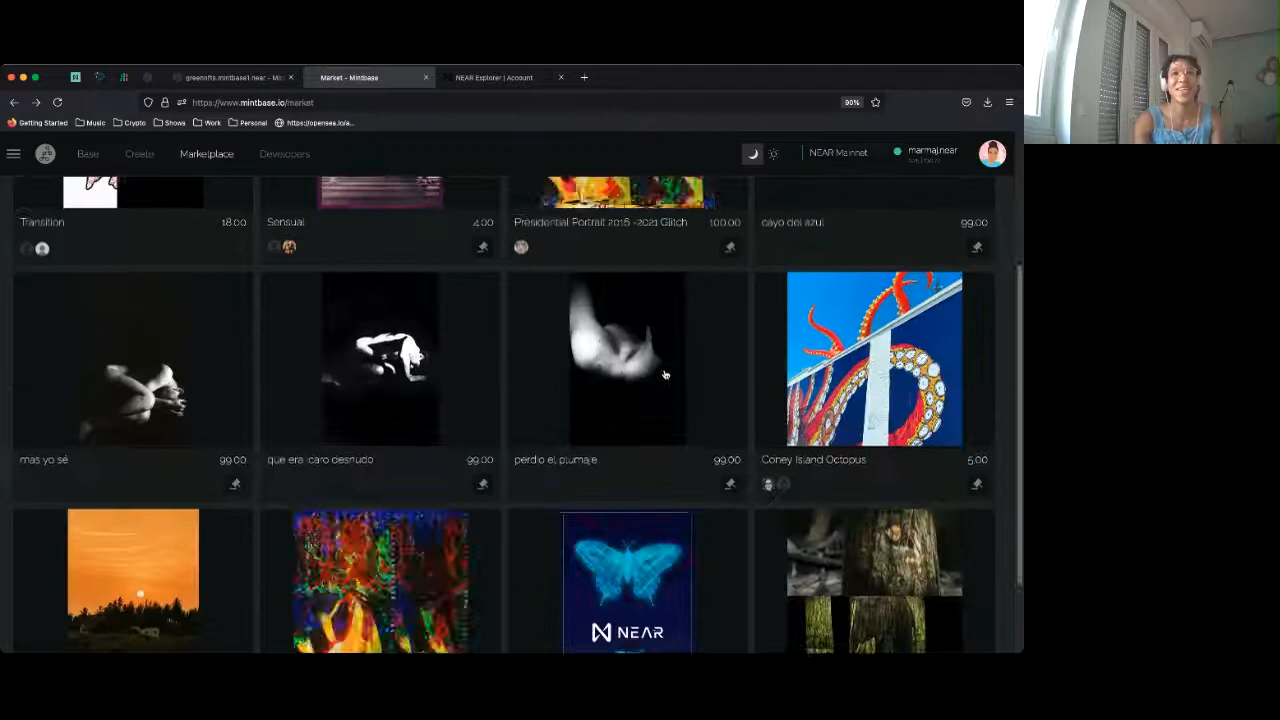 greennfts.mintbase1.near - Min
Market - Mintbase
NEAR Explorer | Account
https://www.mintbase.io/market
90%
Getting Started
Music
Crypto
Shows
Work
Personal
https://opensea.io/a...
Base
Create
Marketplace
Developers
NEAR Mainnet
marmaj.near
Transition
18.00
Sensual
4.00
Presidential Portrait 2016 -2021 Glitch
100.00
cayo del azul
99.00
mas yo sé
99.00
que era ícaro desnudo
99.00
perdio el plumaje
99.00
Coney Island Octopus
5.00
NEAR